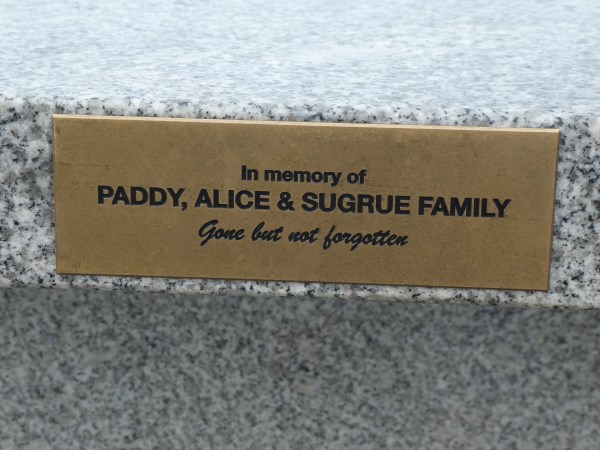 In memory of
PADDY, ALICE & SUGRUE FAMILY
Gone but not forgotten